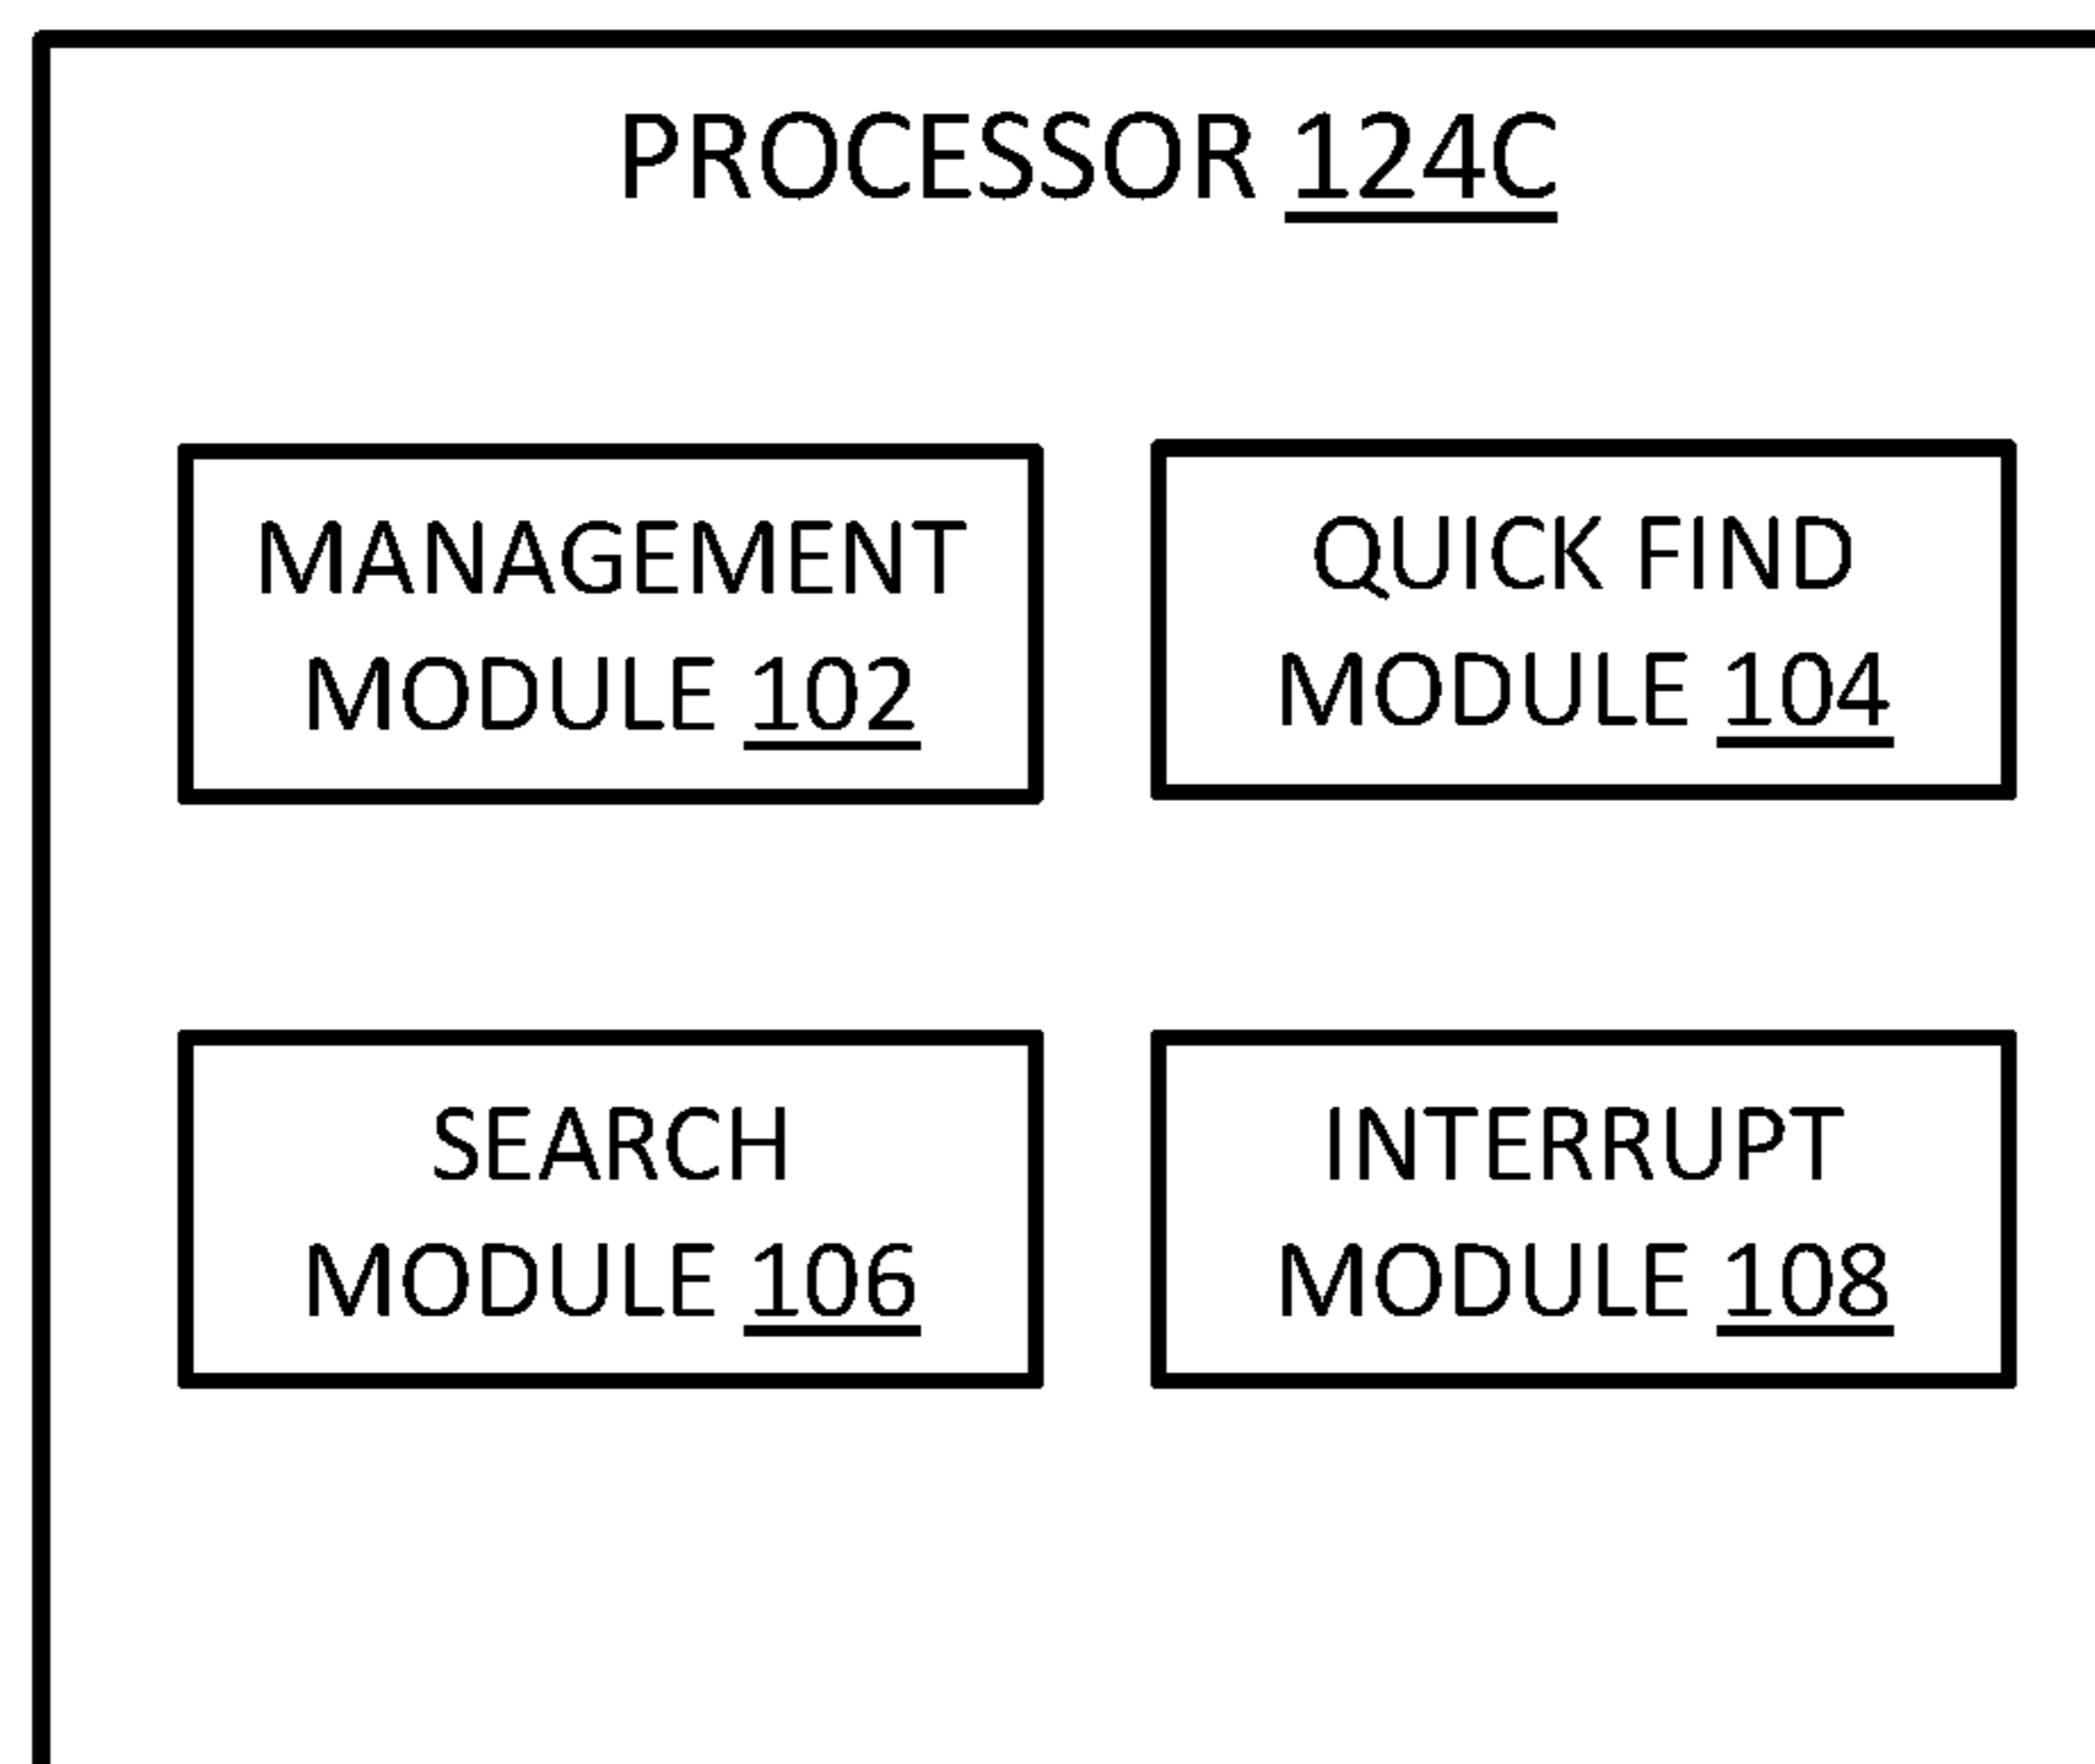 PROCESSOR 124C
MANAGEMENT
MODULE 102
QUICK FIND
MODULE 104
SEARCH
MODULE 106
INTERRUPT
MODULE 108